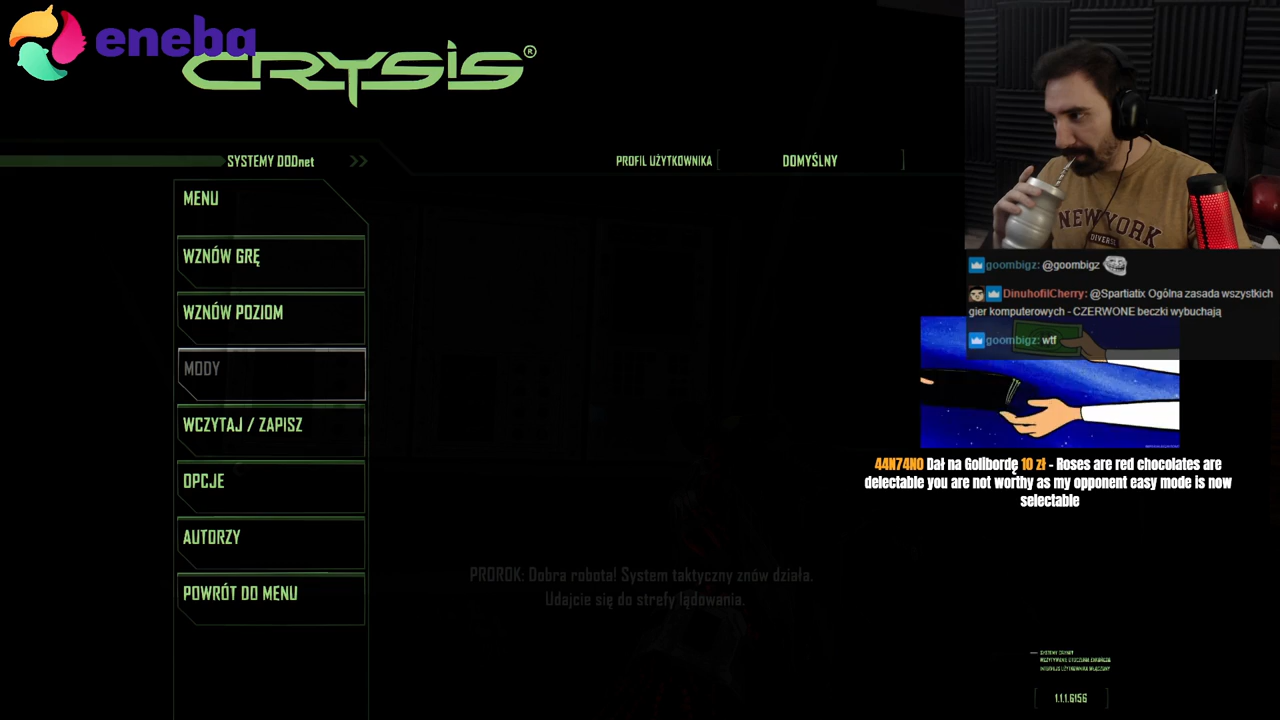 eneba
CRYSIS®
SYSTEMY DODnet
PROFIL UŻYTKOWNIKA
DOMYŚLNY
MENU
WZNÓW GRĘ
WZNÓW POZIOM
MODY
WCZYTAJ / ZAPISZ
OPCJE
AUTORZY
POWRÓT DO MENU
NEW YORK
DIVERSE
goombigz: @goombigz
DinuhofilCherry: @Spartiatix Ogólna zasada wszystkich
gier komputerowych - CZERWONE beczki wybuchają
goombigz: wtf
44N74N0 Dał na Golibordę 10 zł - Roses are red chocolates are
delectable you are not worthy as my opponent easy mode is now
selectable
PROROK: Dobra robota! System taktyczny znów działa.
Udajcie się do strefy lądowania.
1.1.1.6156